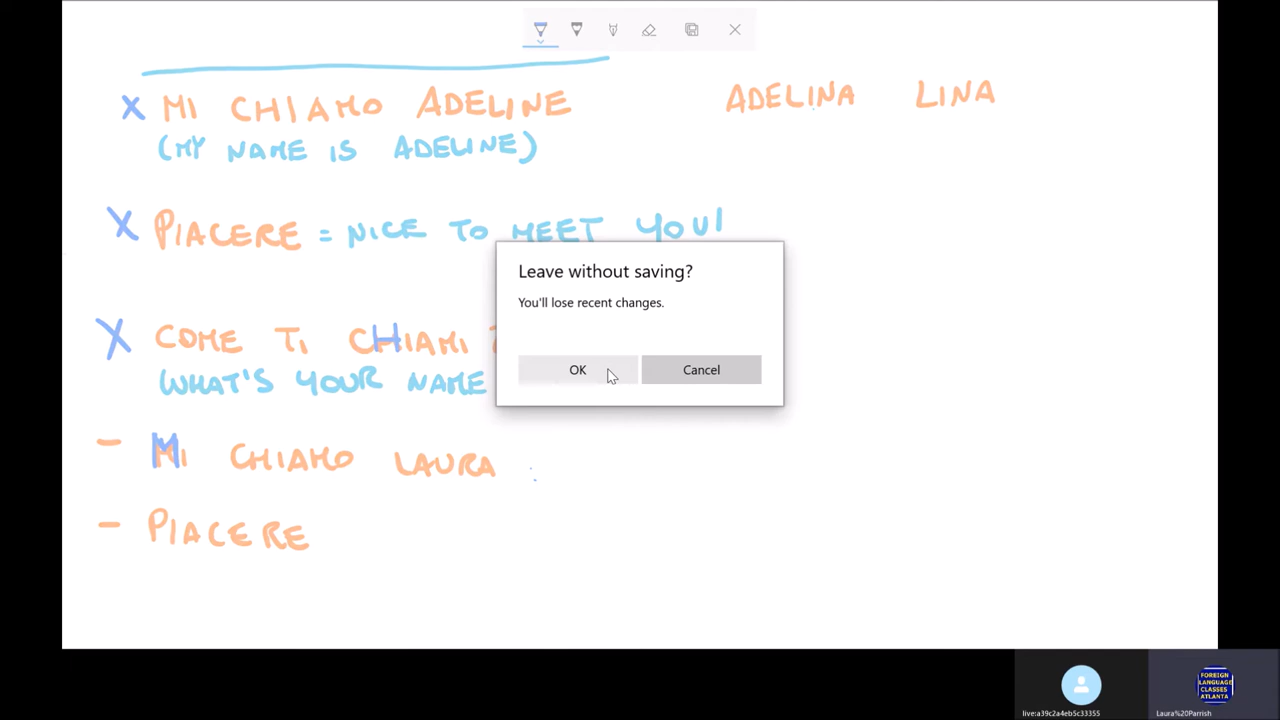 X MI CHIAMO ADELINE ADELINA LINA
(MY NAME IS ADELINE)
X PIACERE = NICE TO MEET YOU!
Leave without saving?
You'll lose recent changes.
X COME TI CHIAMI
OK Cancel
(WHAT'S YOUR NAME
- MI CHIAMO LAURA
- PIACERE
FOREIGN
LANGUAGE
CLASSES
ATLANTA
live:a39c2a4eb5c33355 Laura%20Parrish